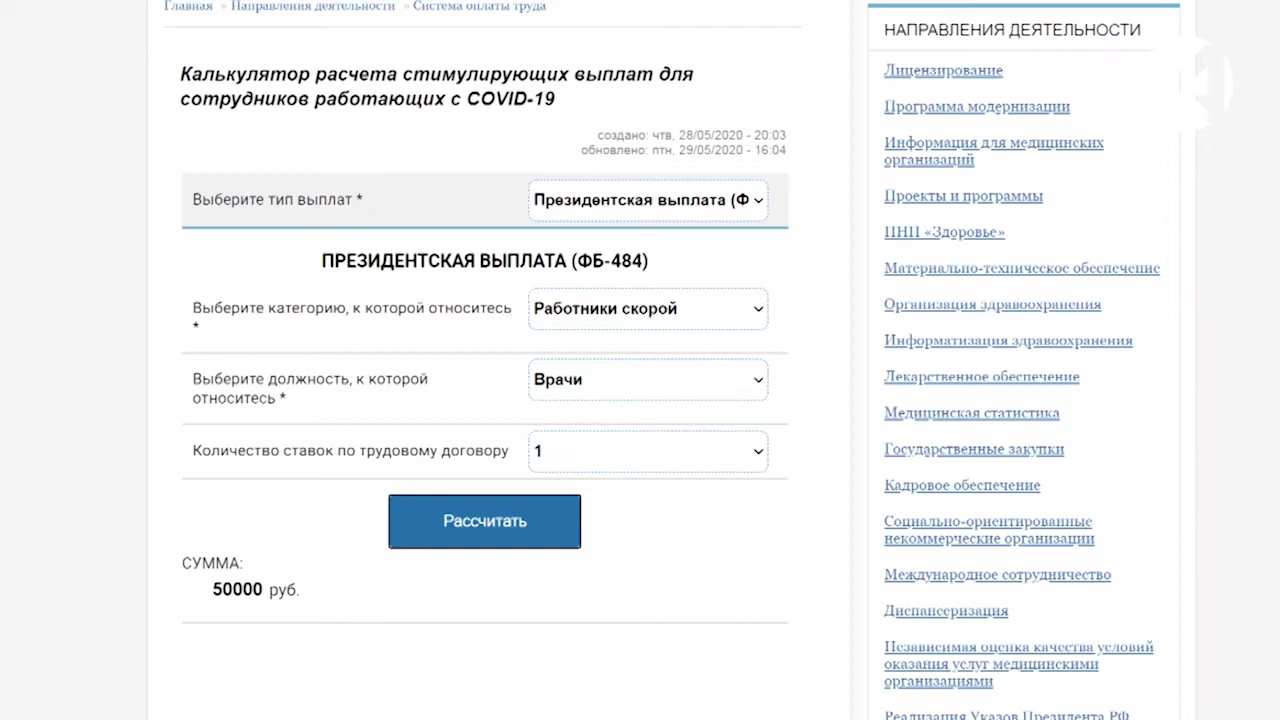 Главная » Направления деятельности » Система оплаты труда
Калькулятор расчета стимулирующих выплат для
сотрудников работающих с COVID-19
создано: чтв, 28/05/2020 - 20:03
обновлено: птн, 29/05/2020 - 16:04
Выберите тип выплат *
Президентская выплата (Ф
ПРЕЗИДЕНТСКАЯ ВЫПЛАТА (ФБ-484)
Выберите категорию, к которой относитесь
*
Работники скорой
Выберите должность, к которой
относитесь *
Врачи
Количество ставок по трудовому договору
1
Рассчитать
СУММА:
50000 руб.
НАПРАВЛЕНИЯ ДЕЯТЕЛЬНОСТИ
Лицензирование
Программа модернизации
Информация для медицинских
организаций
Проекты и программы
ПНП «Здоровье»
Материально-техническое обеспечение
Организация здравоохранения
Информатизация здравоохранения
Лекарственное обеспечение
Медицинская статистика
Государственные закупки
Кадровое обеспечение
Социально-ориентированные
некоммерческие организации
Международное сотрудничество
Диспансеризация
Независимая оценка качества условий
оказания услуг медицинскими
организациями
Реализация Указов Президента РФ